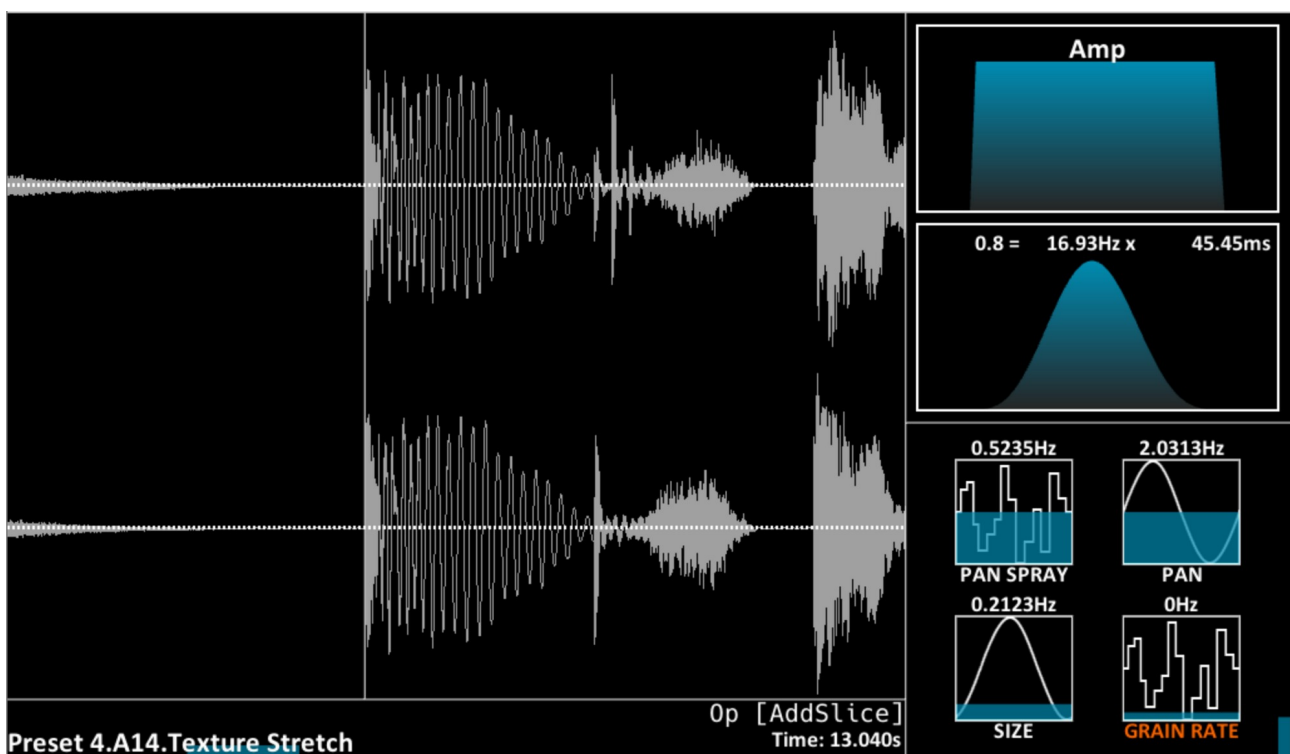 Amp
0.8 = 16.93Hz x 45.45ms
0.5235Hz 2.0313Hz
PAN SPRAY PAN
0.2123Hz 0Hz
SIZE GRAIN RATE
Op [AddSlice]
Preset 4.A14.Texture Stretch Time: 13.040s